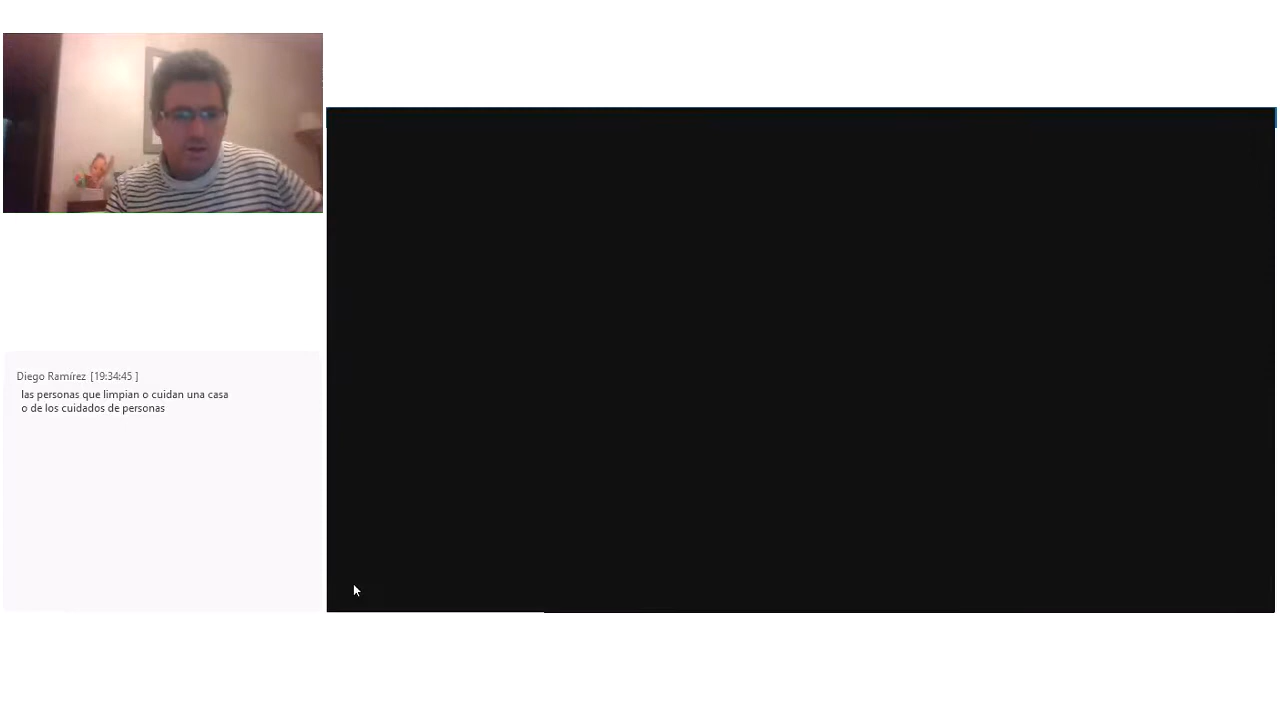 Diego Ramírez [19:34:45 ]
las personas que limpian o cuidan una casa
o de los cuidados de personas